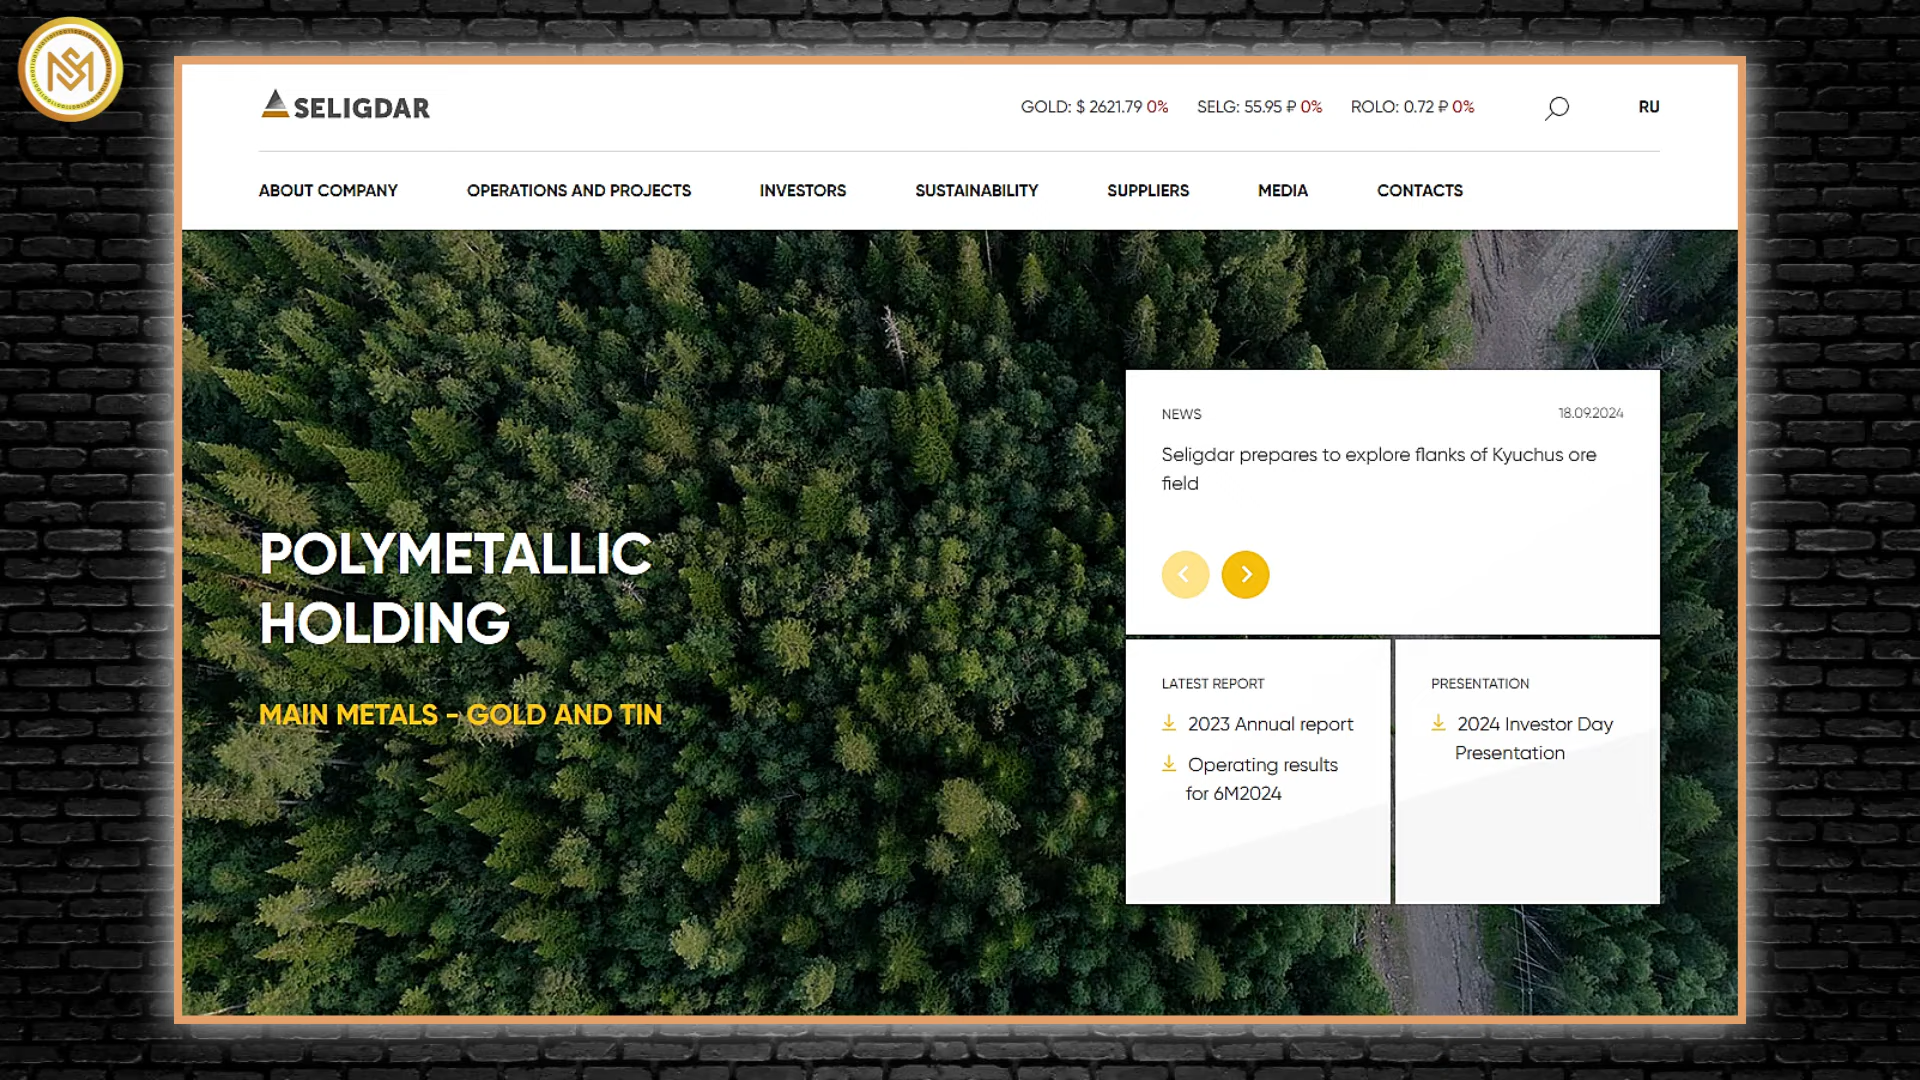 SELIGDAR
GOLD: $ 2621.79 0% SELG: 55.95 ₽ 0% ROLO: 0.72 ₽ 0%
RU
ABOUT COMPANY OPERATIONS AND PROJECTS INVESTORS SUSTAINABILITY SUPPLIERS MEDIA CONTACTS
POLYMETALLIC
HOLDING
MAIN METALS - GOLD AND TIN
NEWS 18.09.2024
Seligdar prepares to explore flanks of Kyuchus ore
field
LATEST REPORT
2023 Annual report
Operating results
for 6M2024
PRESENTATION
2024 Investor Day
Presentation